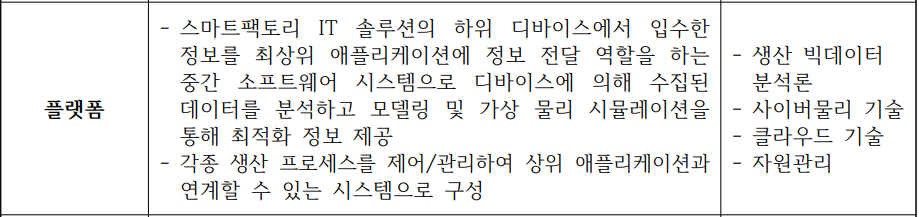 플랫폼
- 스마트팩토리 IT 솔루션의 하위 디바이스에서 입수한
정보를 최상위 애플리케이션에 정보 전달 역할을 하는
중간 소프트웨어 시스템으로 디바이스에 의해 수집된
데이터를 분석하고 모델링 및 가상 물리 시뮬레이션을
통해 최적화 정보 제공
- 각종 생산 프로세스를 제어/관리하여 상위 애플리케이션과
연계할 수 있는 시스템으로 구성
- 생산 빅데이터
분석론
- 사이버물리 기술
- 클라우드 기술
- 자원관리